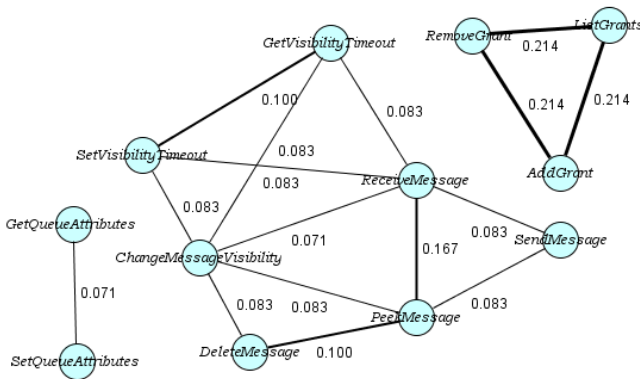 ListGrants
RemoveGrant
GetVisibilityTimeout
0.214
0.100
0.214
0.214
0.083
SetVisibilityTimeout
0.083
AddGrant
ReceiveMessage
0.083
0.083
GetQueueAttributes
0.083
SendMessage
0.071
0.167
ChangeMessageVisibility
0.071
0.083
0.083
0.083
PeekMessage
DeleteMessage
0.100
SetQueueAttributes